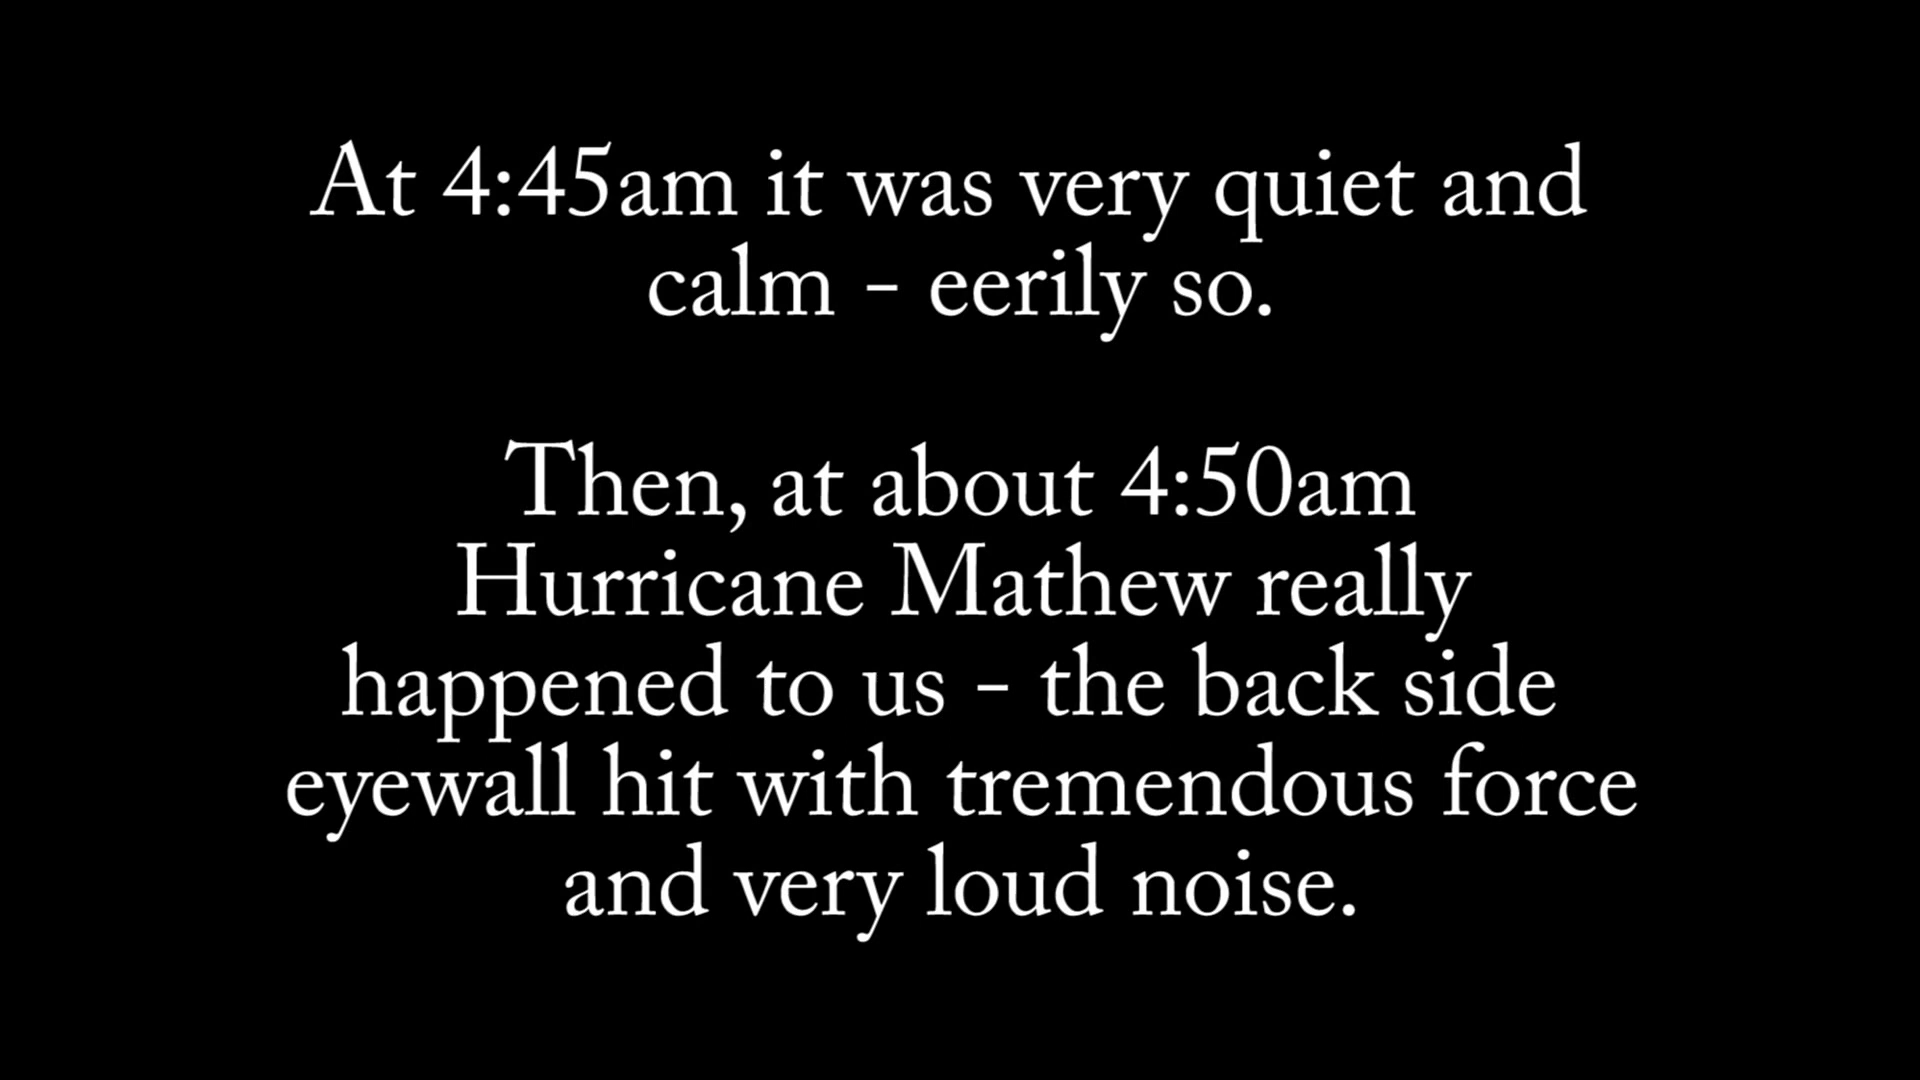 At 4:45am it was very quiet and
calm - eerily so.
Then, at about 4:50am
Hurricane Mathew really
happened to us - the back side
eyewall hit with tremendous force
and very loud noise.